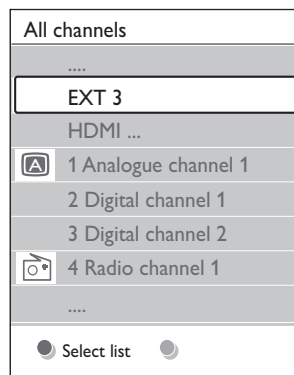 All channels
....
EXT 3
HDMI ...
A 1 Analogue channel 1
2 Digital channel 1
3 Digital channel 2
4 Radio channel 1
....
Select list